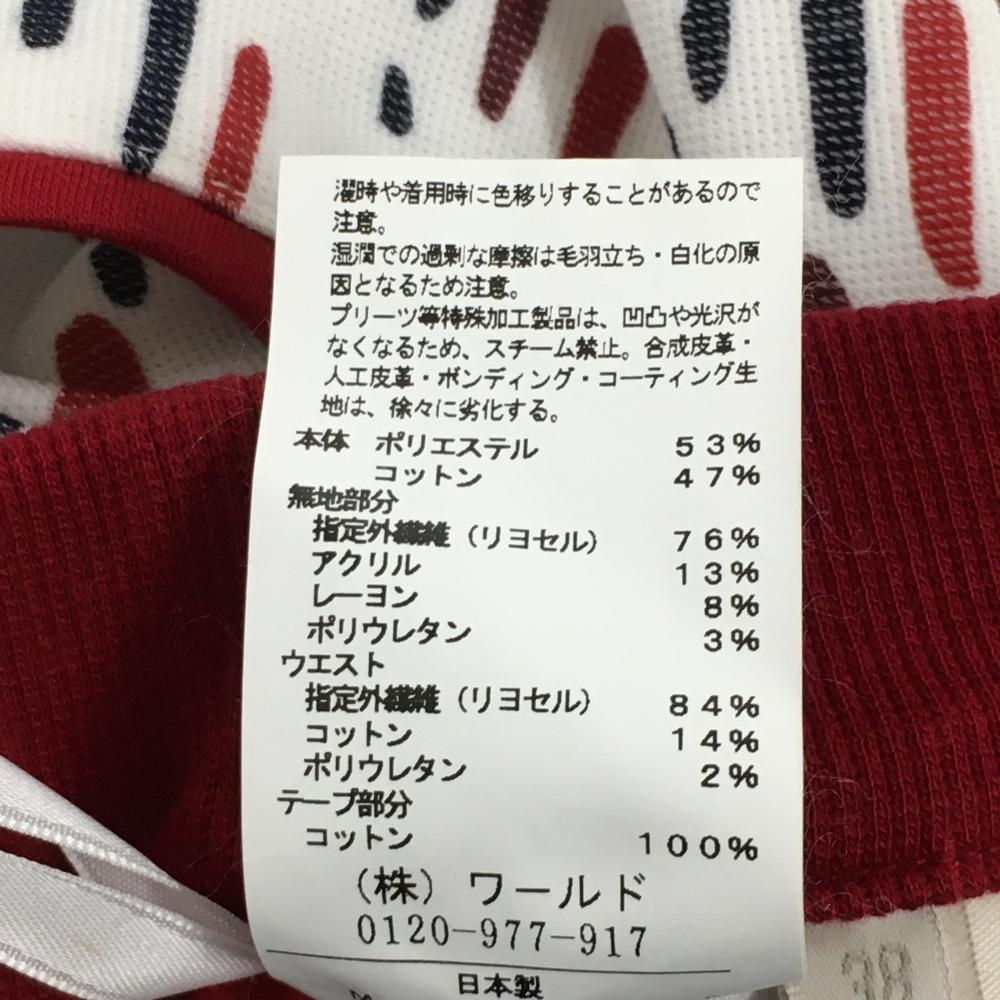 濯時や着用時に色移りすることがあるので
注意。
湿潤での過剰な摩擦は毛羽立ち・白化の原
因となるため注意。
プリーツ等特殊加工製品は、凹凸や光沢が
なくなるため、スチーム禁止。合成皮革・
人工皮革・ボンディング・コーティング生
地は、徐々に劣化する。
本体 ポリエステル 53%
コットン 47%
無地部分
指定外繊維(リヨセル) 76%
アクリル 13%
レーヨン 8%
ポリウレタン 3%
ウエスト
指定外繊維(リヨセル) 84%
コットン 14%
ポリウレタン 2%
テープ部分
コットン 100%
(株)ワールド
0120-977-917
日本製
38